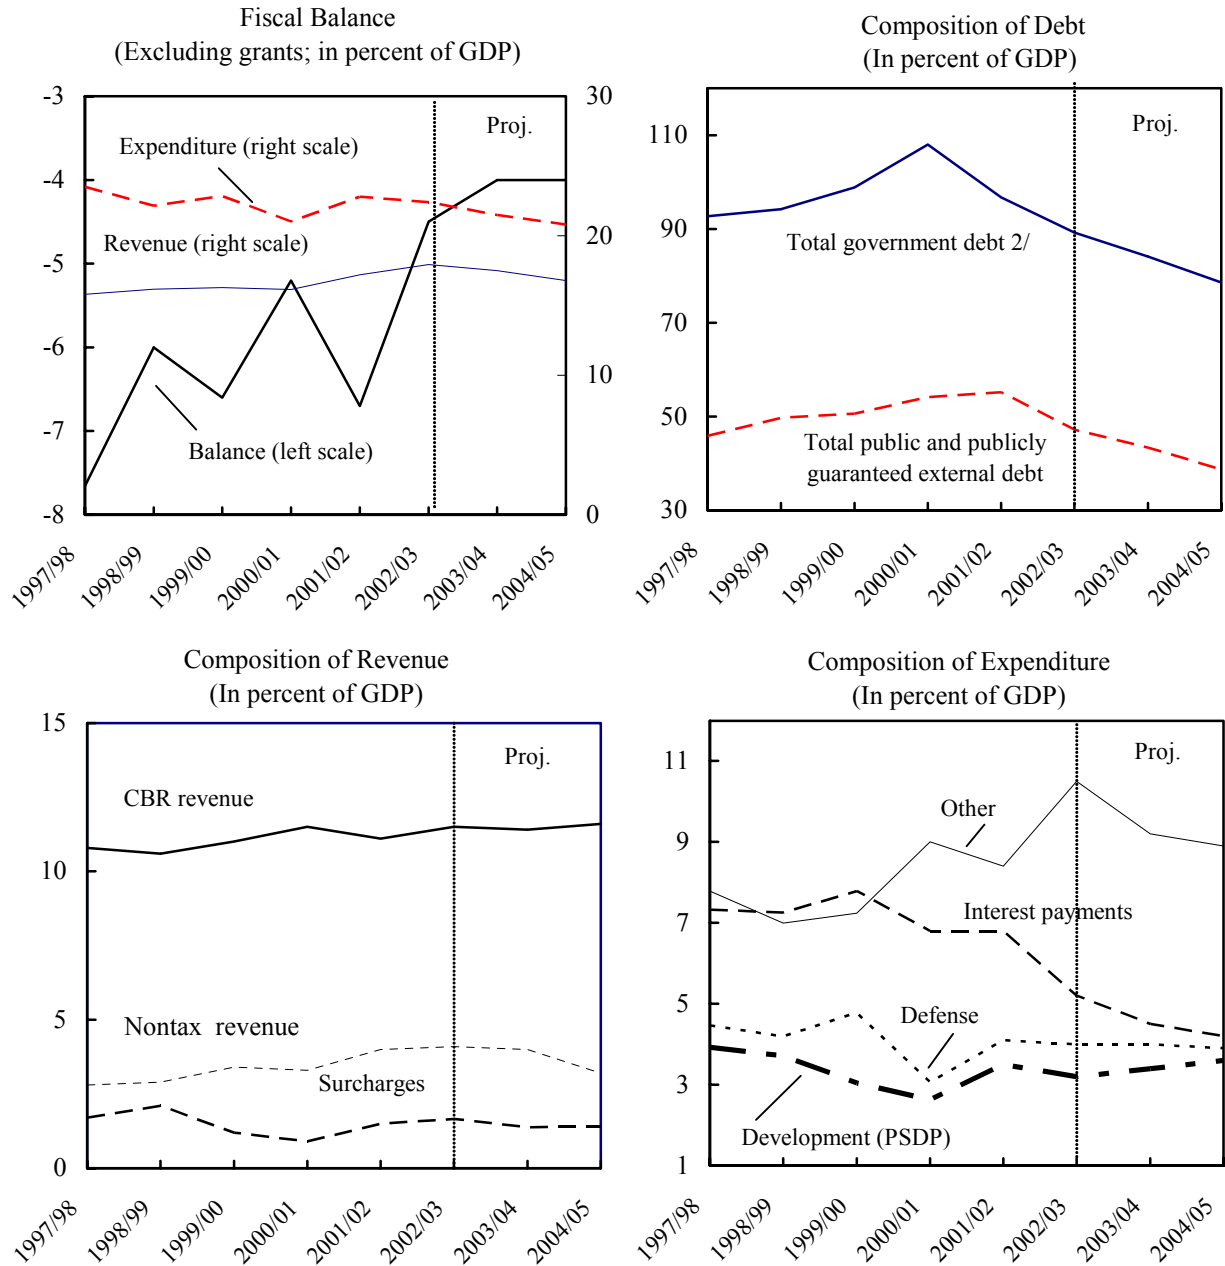 Fiscal Balance
(Excluding grants; in percent of GDP)
-3
30
Proj.
Expenditure (right scale)
-4
Revenue (right scale)
20
-5
-6
10
-7
Balance (left scale)
-8
0
1997/98
1998/99
1999/00
2000/01
2001/02
2002/03
2003/04
2004/05
Composition of Debt
(In percent of GDP)
110
Proj.
90
Total government debt 2/
70
50
Total public and publicly
guaranteed external debt
30
1997/98
1998/99
1999/00
2000/01
2001/02
2002/03
2003/04
2004/05
Composition of Revenue
(In percent of GDP)
15
Proj.
CBR revenue
10
5
Nontax revenue
Surcharges
0
1997/98
1998/99
1999/00
2000/01
2001/02
2002/03
2003/04
2004/05
Composition of Expenditure
(In percent of GDP)
11
Proj.
Other
9
Interest payments
7
5
Defense
3
Development (PSDP)
1
1997/98
1998/99
1999/00
2000/01
2001/02
2002/03
2003/04
2004/05